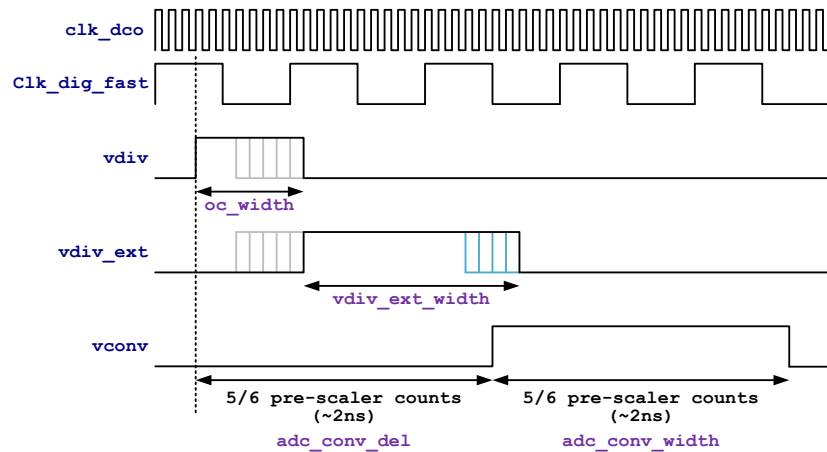 clk_dco
Clk_dig_fast
vdiv
oc_width
vdiv_ext
vdiv_ext_width
vconv
5/6 pre-scaler counts 5/6 pre-scaler counts
(~2ns) (~2ns)
adc_conv_del adc_conv_width